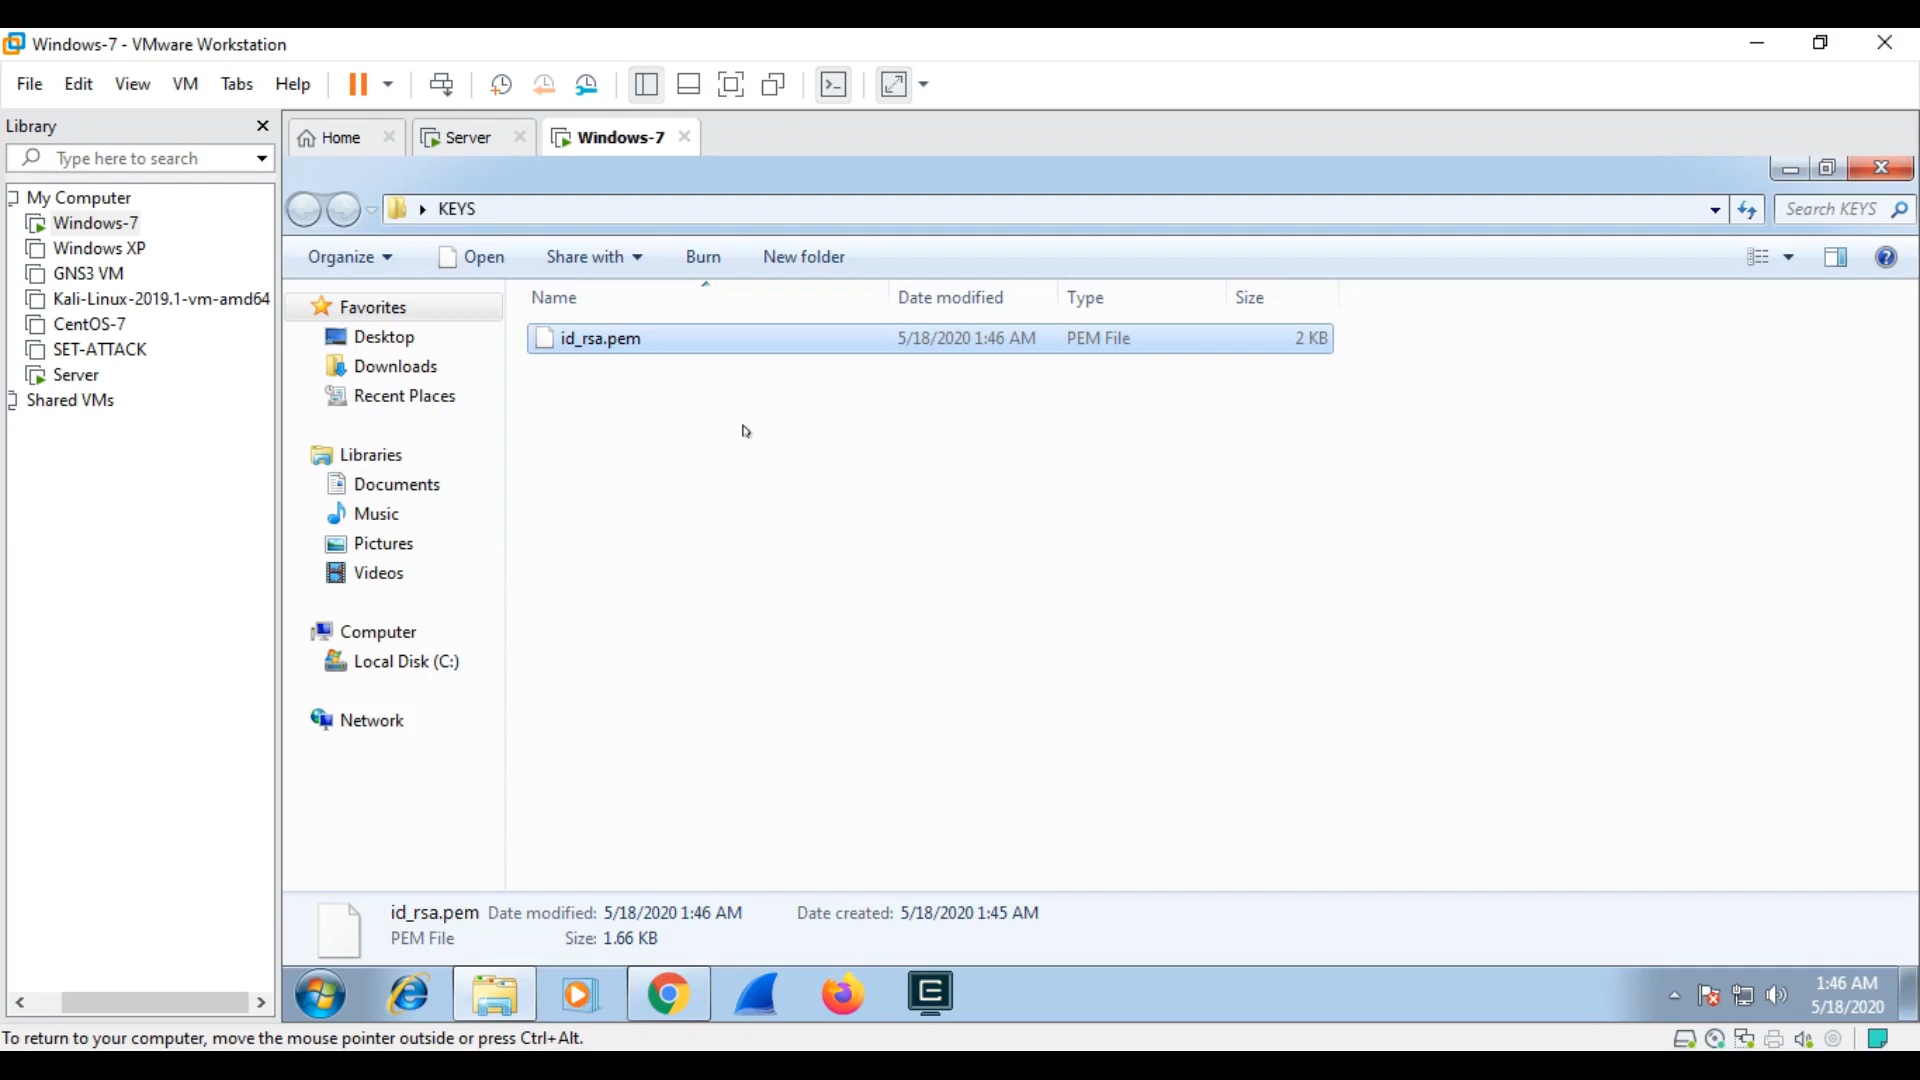 Windows-7 - VMware Workstation
File Edit View VM Tabs Help
Library
Type here to search
My Computer
Windows-7
Windows XP
GNS3 VM
Kali-Linux-2019.1-vm-amd64
CentOS-7
SET-ATTACK
Server
Shared VMs
Home Server Windows-7
KEYS
Search KEYS
Organize Open Share with Burn New folder
Name Date modified Type Size
id_rsa.pem 5/18/2020 1:46 AM PEM File 2 KB
Favorites
Desktop
Downloads
Recent Places
Libraries
Documents
Music
Pictures
Videos
Computer
Local Disk (C:)
Network
id_rsa.pem Date modified: 5/18/2020 1:46 AM Date created: 5/18/2020 1:45 AM
PEM File Size: 1.66 KB
1:46 AM
5/18/2020
To return to your computer, move the mouse pointer outside or press Ctrl+Alt.